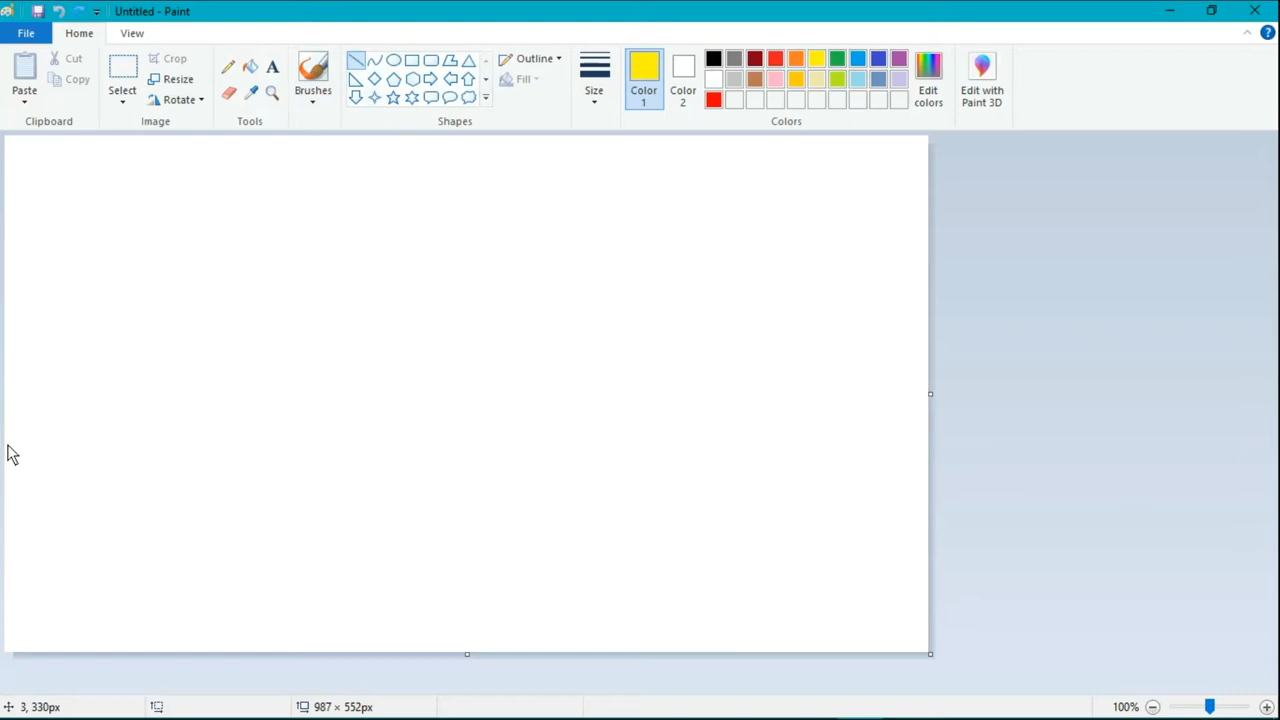 Untitled - Paint
File Home View
Paste
Cut
Copy
Clipboard
Select
Crop
Resize
Rotate
Image
A
Tools
Brushes
Outline
Fill
Shapes
Size
Color 1
Color 2
Edit colors
Colors
Edit with Paint 3D
3, 330px
987 × 552px
100%